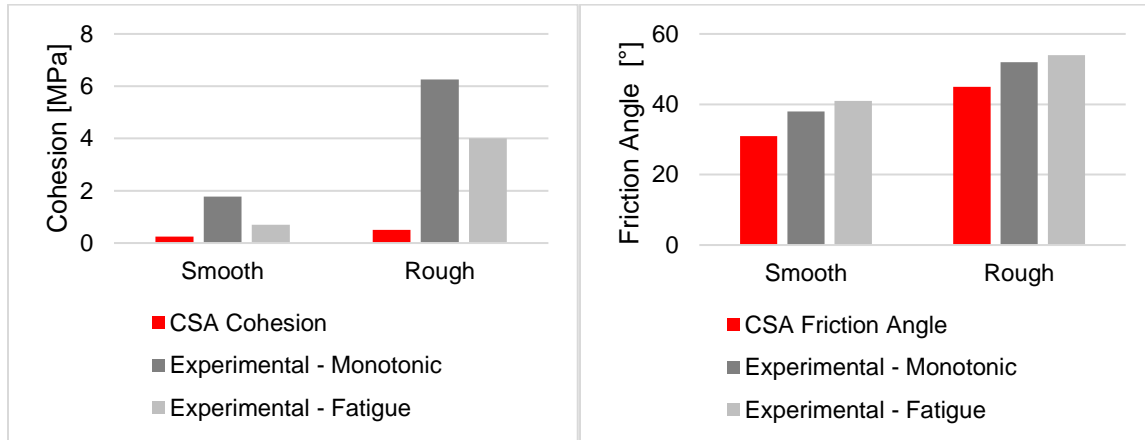 Cohesion [MPa]
8
6
4
2
0
Smooth
Rough
CSA Cohesion
Experimental - Monotonic
Experimental - Fatigue
Friction Angle [°]
60
40
20
0
Smooth
Rough
CSA Friction Angle
Experimental - Monotonic
Experimental - Fatigue